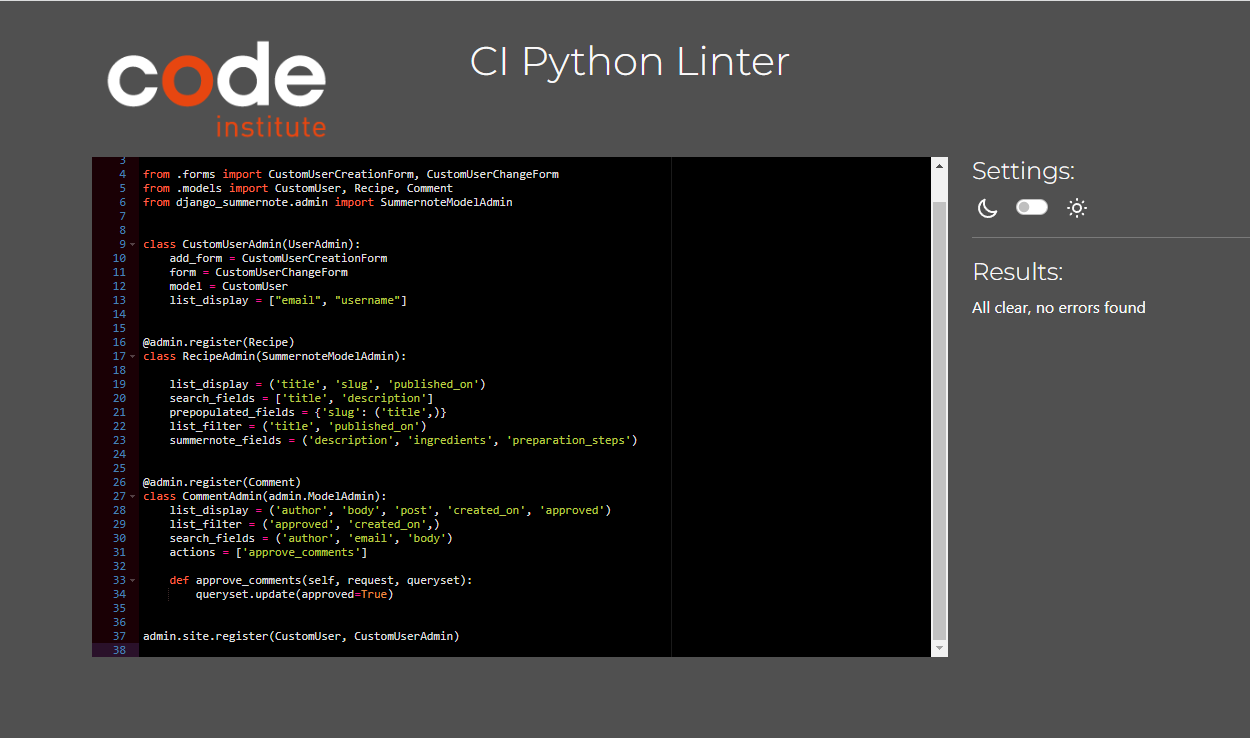 code
institute
CI Python Linter
3
4 from .forms import CustomUserCreationForm, CustomUserChangeForm
5 from .models import CustomUser, Recipe, Comment
6 from django_summernote.admin import SummernoteModelAdmin
7
8
9 class CustomUserAdmin(UserAdmin):
10     add_form = CustomUserCreationForm
11     form = CustomUserChangeForm
12     model = CustomUser
13     list_display = ["email", "username"]
14
15
16 @admin.register(Recipe)
17 class RecipeAdmin(SummernoteModelAdmin):
18
19     list_display = ('title', 'slug', 'published_on')
20     search_fields = ['title', 'description']
21     prepopulated_fields = {'slug': ('title',)}
22     list_filter = ('title', 'published_on')
23     summernote_fields = ('description', 'ingredients', 'preparation_steps')
24
25
26 @admin.register(Comment)
27 class CommentAdmin(admin.ModelAdmin):
28     list_display = ('author', 'body', 'post', 'created_on', 'approved')
29     list_filter = ('approved', 'created_on',)
30     search_fields = ('author', 'email', 'body')
31     actions = ['approve_comments']
32
33     def approve_comments(self, request, queryset):
34         queryset.update(approved=True)
35
36
37 admin.site.register(CustomUser, CustomUserAdmin)
38
Settings:
Results:
All clear, no errors found